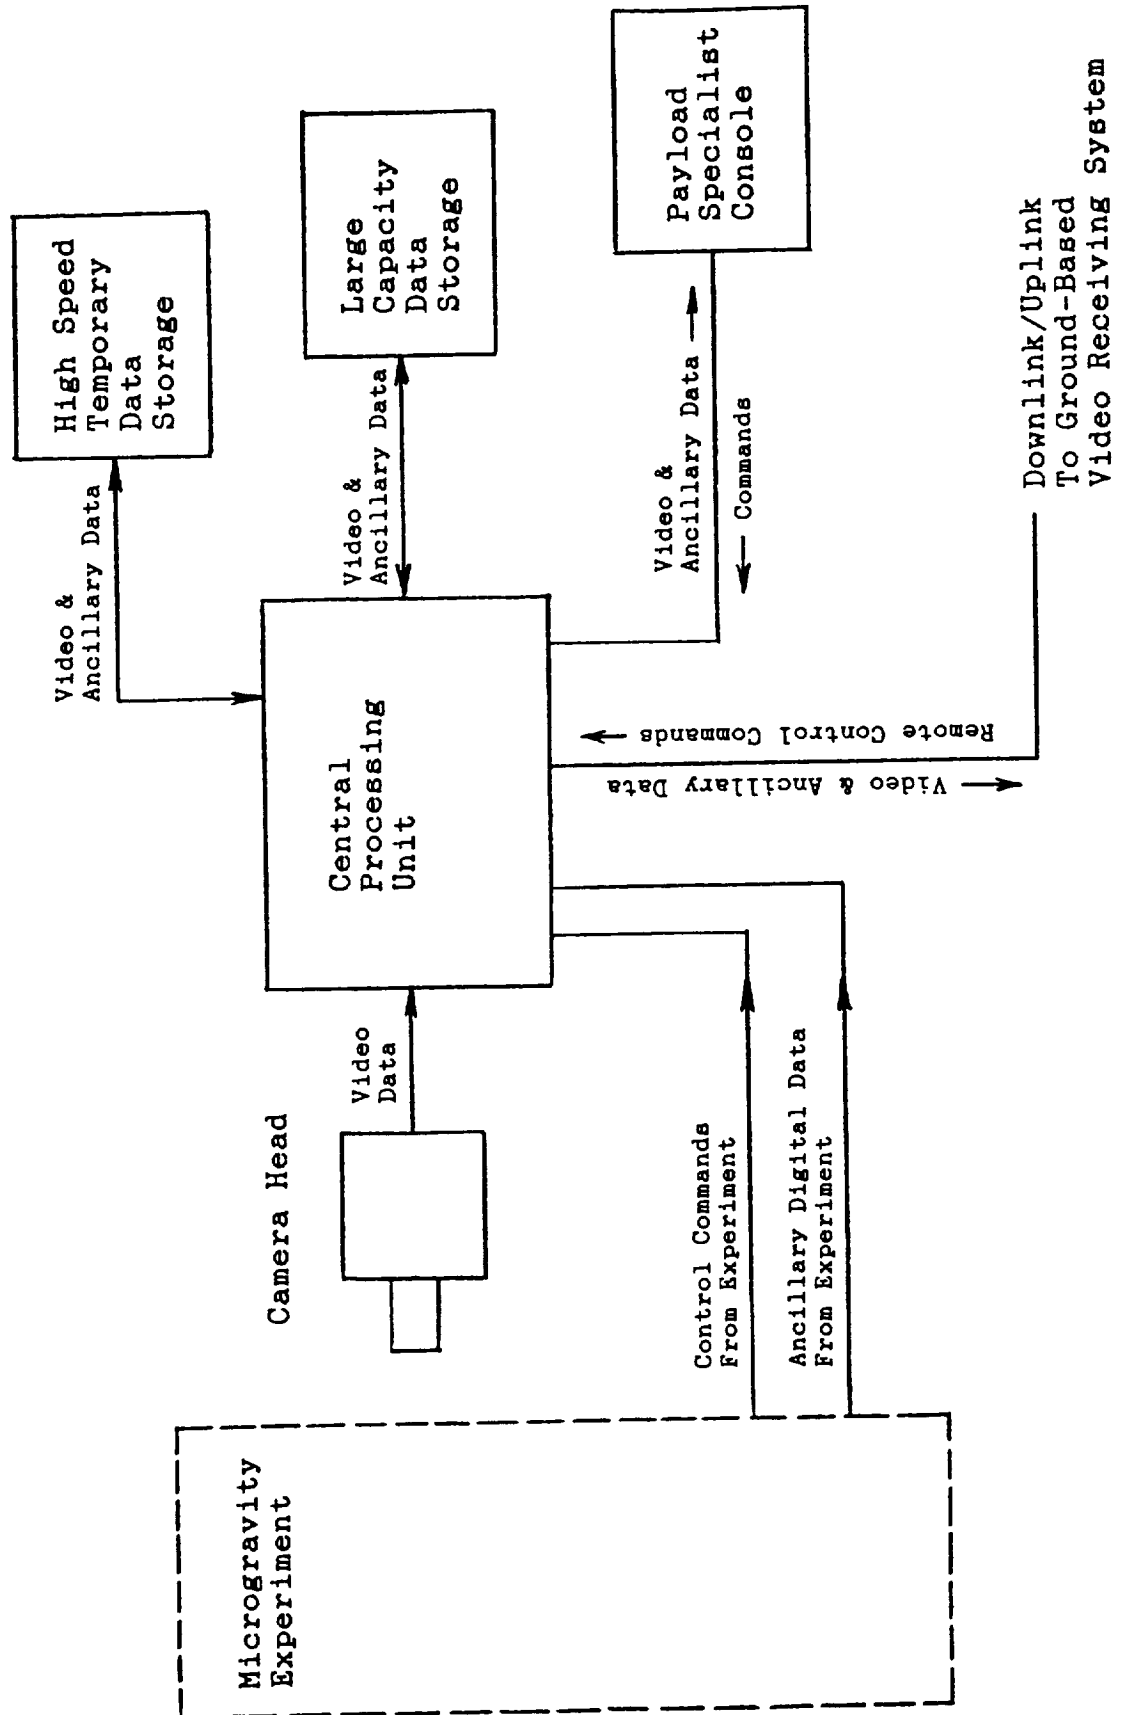 Microgravity
Experiment
Camera Head
Video
Data
Control Commands
From Experiment
Ancillary Digital Data
From Experiment
Central
Processing
Unit
Video &
Ancillary Data
High Speed
Temporary
Data
Storage
Video &
Ancillary Data
Large
Capacity
Data
Storage
Video &
Ancillary Data
Commands
Payload
Specialist
Console
Remote Control Commands
Video & Ancillary Data
Downlink/Uplink
To Ground-Based
Video Receiving System